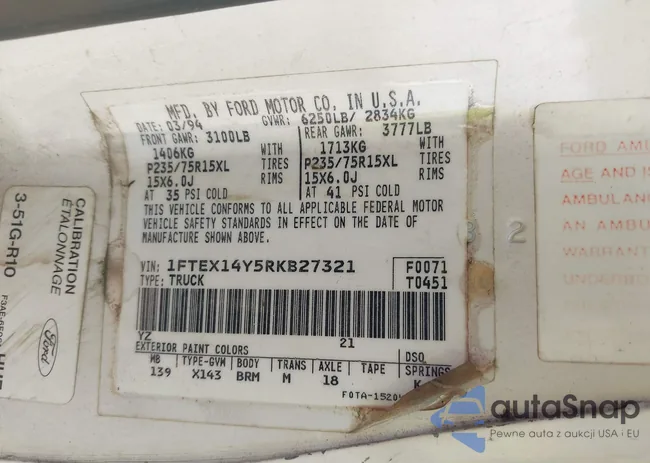 MFD. BY FORD MOTOR CO. IN U.S.A.
DATE: 03/94 GVWR: 6250LB/ 2834KG
FRONT GAWR: 3100LB REAR GAWR: 3777LB
1406KG WITH 1713KG WITH
P235/75R15XL TIRES P235/75R15XL TIRES
15X6.0J RIMS 15X6.0J RIMS
AT 35 PSI COLD AT 41 PSI COLD
THIS VEHICLE CONFORMS TO ALL APPLICABLE FEDERAL MOTOR
VEHICLE SAFETY STANDARDS IN EFFECT ON THE DATE OF
MANUFACTURE SHOWN ABOVE.
VIN: 1FTEX14Y5RKB27321 F0071
TYPE: TRUCK T0451
YZ 21
EXTERIOR PAINT COLORS DSO
WB TYPE-GVM BODY TRANS AXLE TAPE SPRINGS
139 X143 BRM M 18 K
F0TA-1520
CALIBRATION
ÉTALONNAGE
3-51G-R10
Ford
2
FORD
AGE AND
AMBULAN
AN AMBU
WARRANT
autaSnap
Pewne auta z aukcji USA i EU